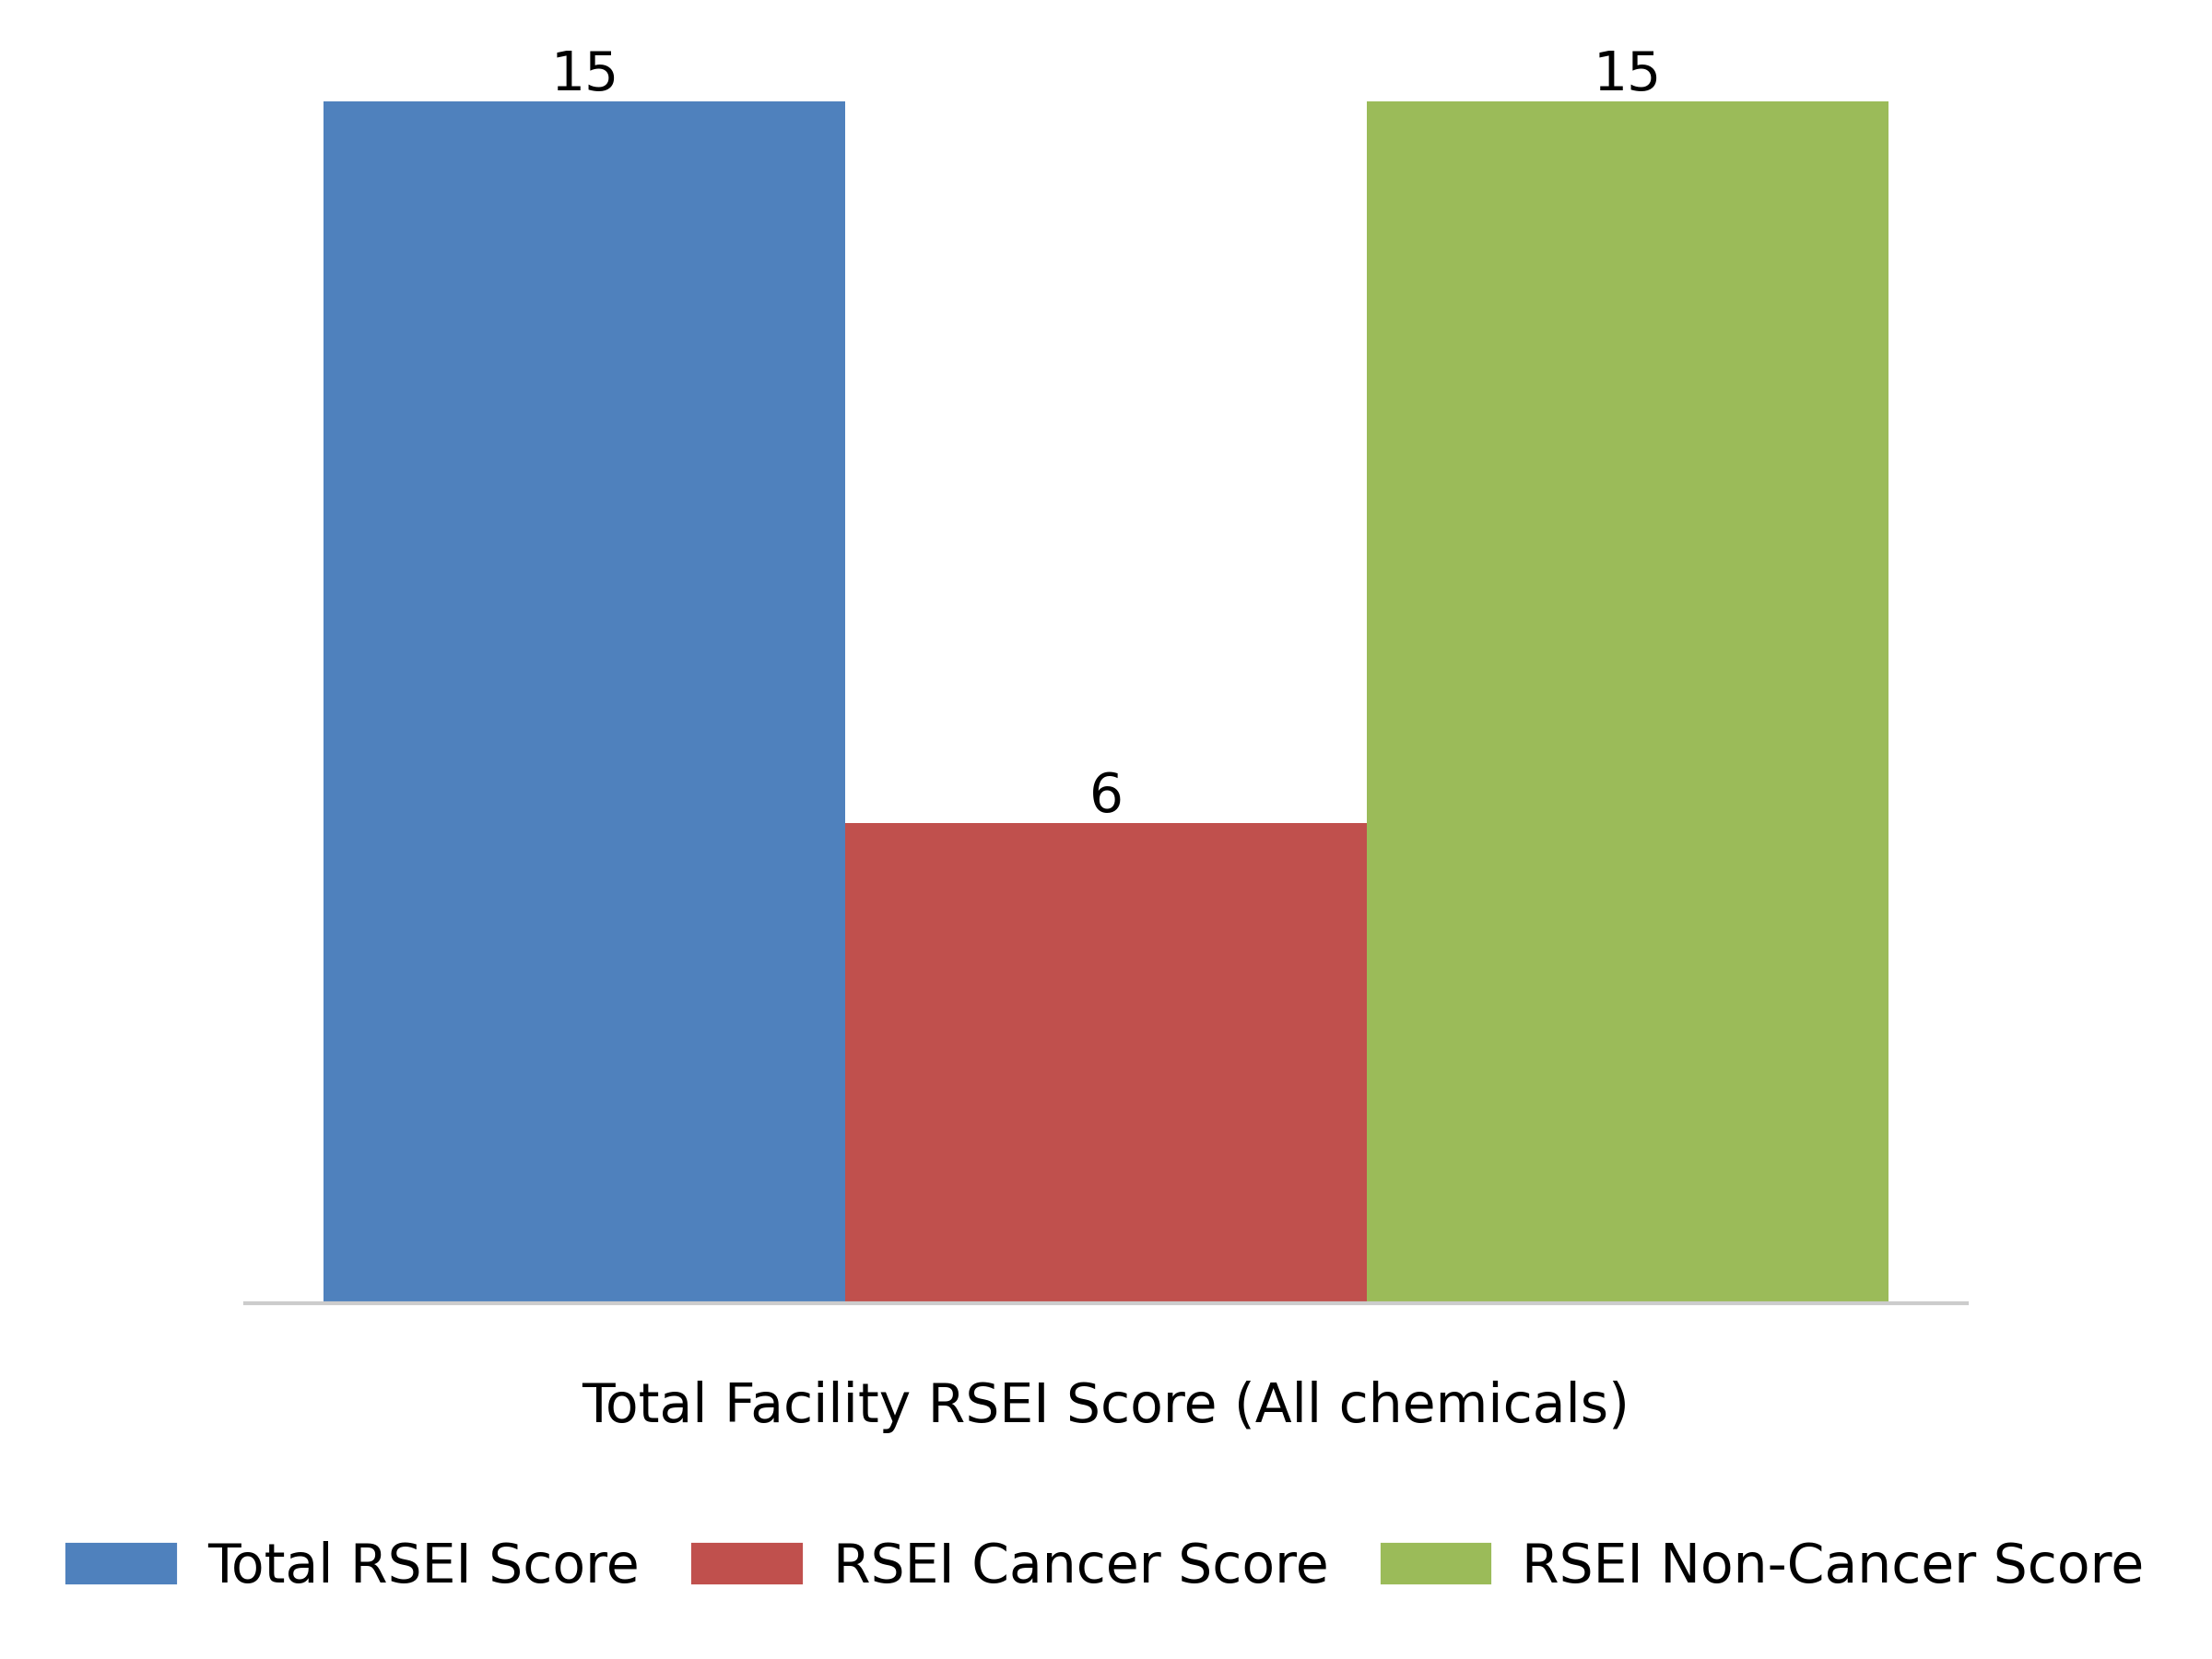 15
15
6
Total Facility RSEI Score (All chemicals)
Total RSEI Score
RSEI Cancer Score
RSEI Non-Cancer Score